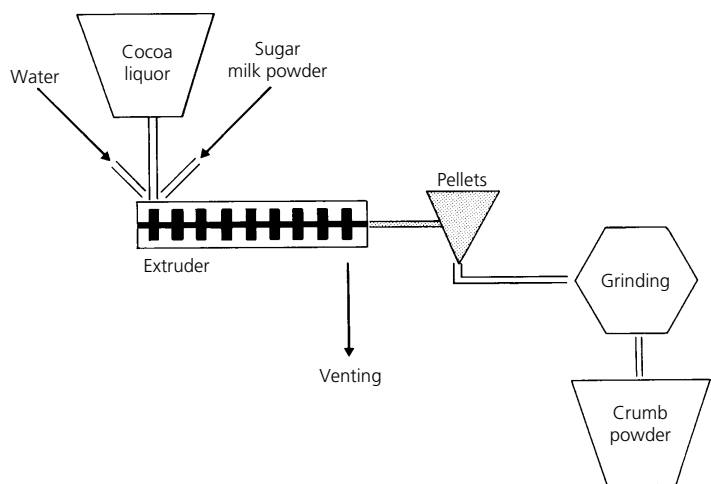 Cocoa
liquor
Sugar
milk powder
Water
Pellets
Extruder
Grinding
Venting
Crumb
powder